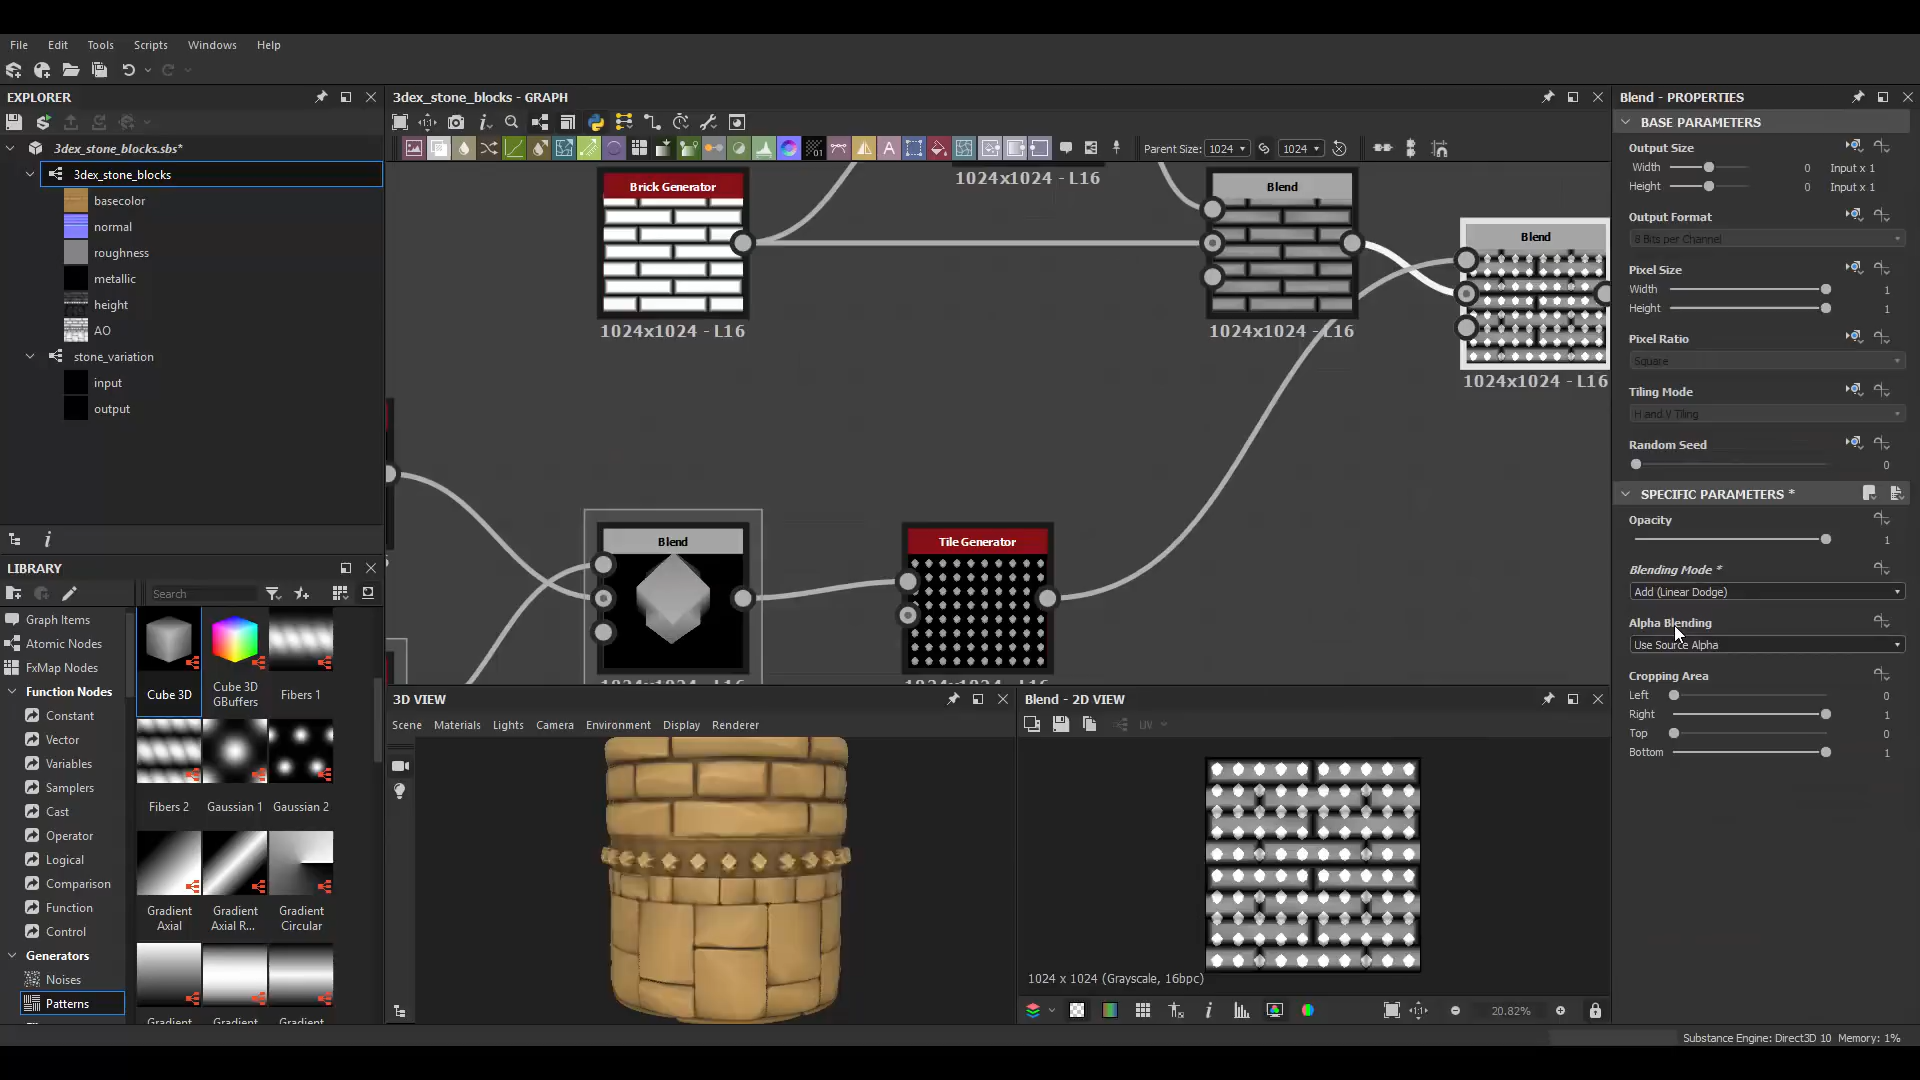 File Edit Tools Scripts Windows Help
EXPLORER
3dex_stone_blocks.sbs*
3dex_stone_blocks
basecolor
normal
roughness
metallic
height
AO
stone_variation
input
output
LIBRARY
Search
Graph Items
Atomic Nodes
FxMap Nodes
Function Nodes
Constant
Vector
Variables
Samplers
Cast
Operator
Logical
Comparison
Function
Control
Generators
Noises
Patterns
Cube 3D
Cube 3D GBuffers
Fibers 1
Fibers 2
Gaussian 1
Gaussian 2
Gradient Axial
Gradient Axial R...
Gradient Circular
3dex_stone_blocks - GRAPH
Parent Size: 1024 1024
Brick Generator
1024x1024 - L16
1024x1024 - L16
Blend
1024x1024 - L16
Blend
1024x1024 - L16
Blend
Tile Generator
3D VIEW
Scene Materials Lights Camera Environment Display Renderer
Blend - 2D VIEW
UV
1024 x 1024 (Grayscale, 16bpc)
20.82%
Blend - PROPERTIES
BASE PARAMETERS
Output Size
Width 0 Input x 1
Height 0 Input x 1
Output Format
8 Bits per Channel
Pixel Size
Width 1
Height 1
Pixel Ratio
Square
Tiling Mode
H and V Tiling
Random Seed
0
SPECIFIC PARAMETERS *
Opacity
1
Blending Mode *
Add (Linear Dodge)
Alpha Blending
Use Source Alpha
Cropping Area
Left 0
Right 1
Top 0
Bottom 1
Substance Engine: Direct3D 10 Memory: 1%